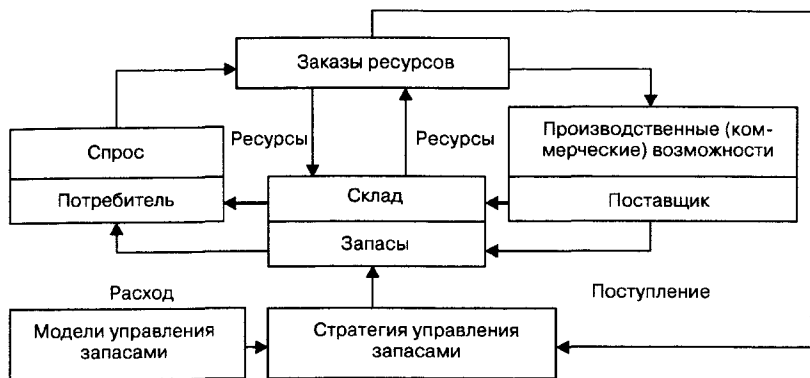 Заказы ресурсов
Ресурсы
Ресурсы
Производственные (ком-
мерческие) возможности
Спрос
Потребитель
Склад
Поставщик
Запасы
Расход
Поступление
Модели управления
запасами
Стратегия управления
запасами